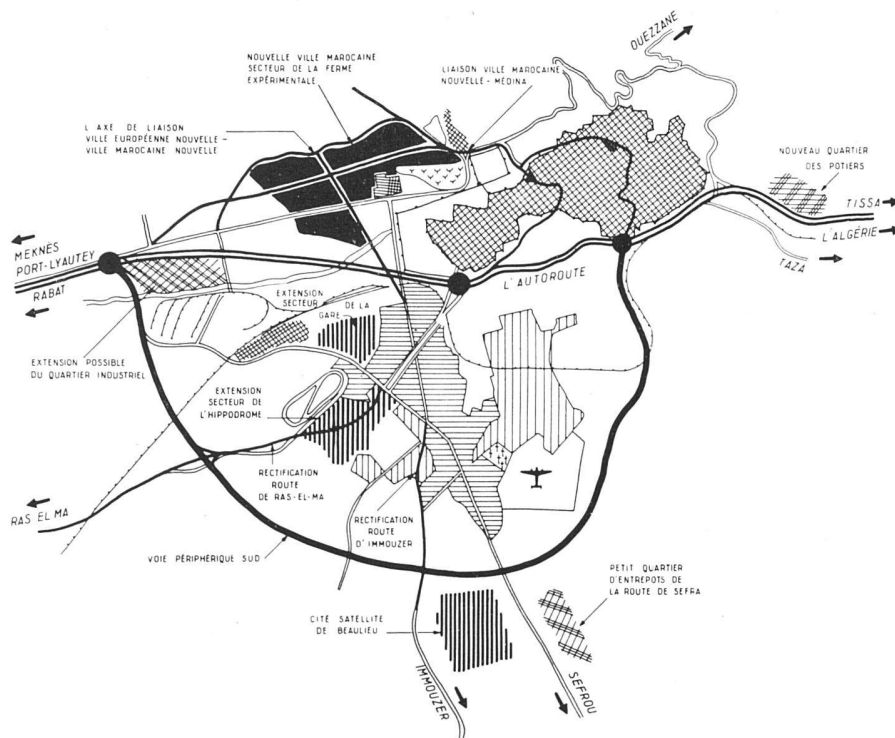 OUEZZANE
NOUVELLE VILLE MAROCAINE
SECTEUR DE LA FERME
EXPÉRIMENTALE
LIAISON VILLE MAROCAINE
NOUVELLE-MÉDINA
L AXE DE LIAISON
VILLE EUROPÉENNE NOUVELLE-
VILLE MAROCAINE NOUVELLE
NOUVEAU QUARTIER
DES POTIERS
TISSA
L'ALGÉRIE
TAZA
MEKNÈS
PORT-LYAUTEY
RABAT
L'AUTOROUTE
EXTENSION
SECTEUR
DE LA
GARE
EXTENSION POSSIBLE
DU QUARTIER INDUSTRIEL
EXTENSION
SECTEUR DE
L'HIPPODROME
RECTIFICATION
ROUTE
DE RAS-EL-MA
RAS EL MA
RECTIFICATION
ROUTE
D'IMMOUZER
VOIE PÉRIPHÉRIQUE SUD
PETIT QUARTIER
D'ENTREPOTS DE
LA ROUTE DE SEFRA
CITÉ SATELLITE
DE BEAULIEU
IMMOUZER
SEFROU